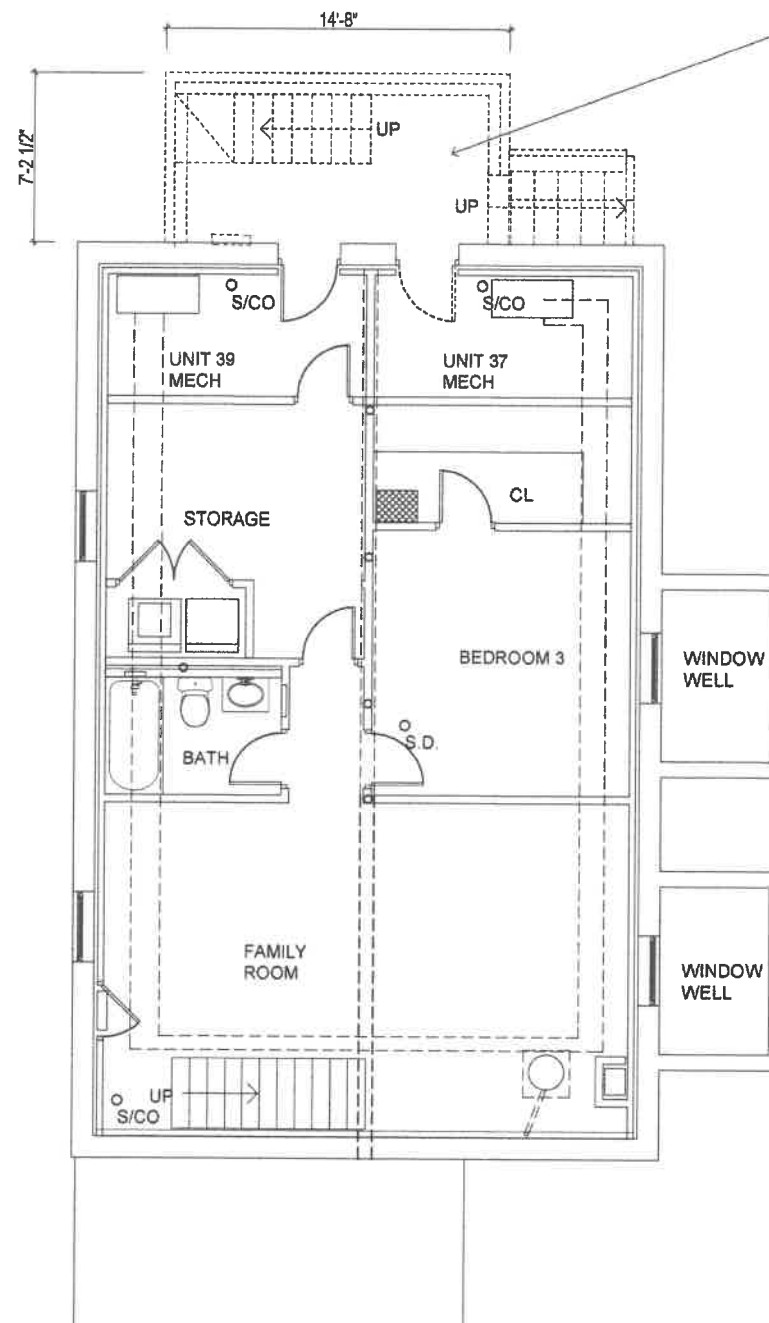 14'-8"
7'-2 1/2"
UP
UP
S/CO
S/CO
UNIT 39
MECH
UNIT 37
MECH
STORAGE
CL
BEDROOM 3
WINDOW
WELL
S.D.
BATH
FAMILY
ROOM
WINDOW
WELL
UP
S/CO